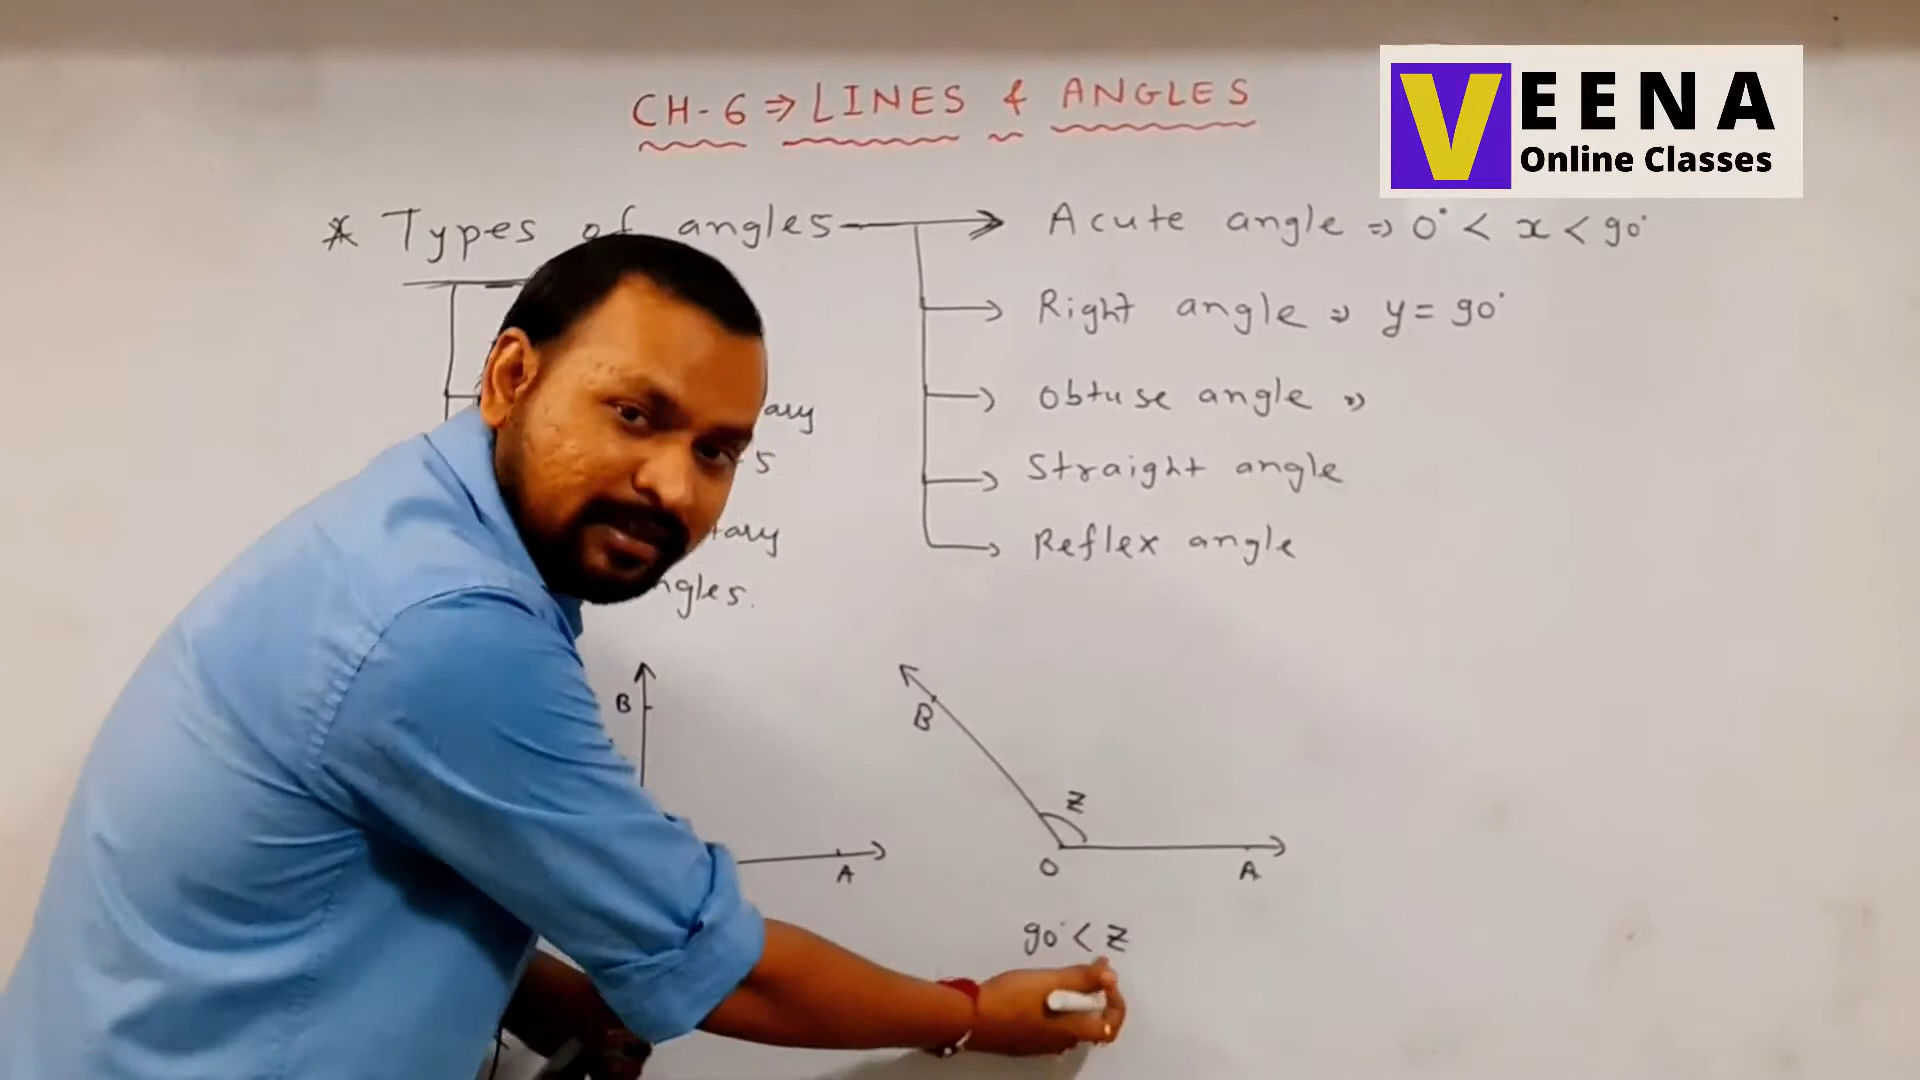 CH-6 ⇒ LINES & ANGLES
VEENA
Online Classes
* Types of angles → Acute angle ⇒ 0° < x < 90°
Right angle ⇒ y = 90°
Obtuse angle ⇒
Straight angle
Reflex angle
B
A
B
Z
O
A
90° < Z